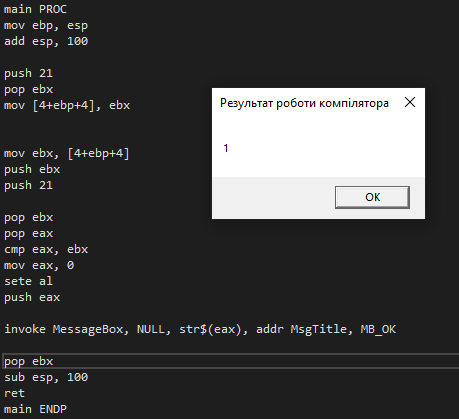 main PROC
mov ebp, esp
add esp, 100
push 21
pop ebx
mov [4+ebp+4], ebx
mov ebx, [4+ebp+4]
push ebx
push 21
pop ebx
pop eax
cmp eax, ebx
mov eax, 0
sete al
push eax
invoke MessageBox, NULL, str$(eax), addr MsgTitle, MB_OK
pop ebx
sub esp, 100
ret
main ENDP
Результат роботи компілятора
1
OK